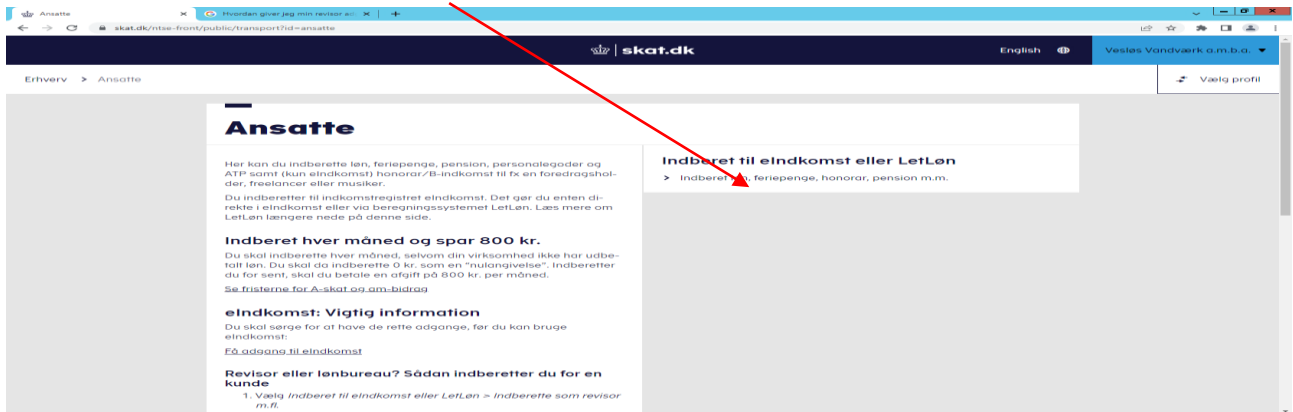 Ansatte
Hvordan giver jeg min revisor ad
skat.dk/ntse-front/public/transport?id=ansatte
skat.dk
English
Vesløs Vandværk a.m.b.a.
Erhverv > Ansatte
Vælg profil
Ansatte
Her kan du indberette løn, feriepenge, pension, personalegoder og
ATP samt (kun eIndkomst) honorar/B-indkomst til fx en foredragshol-
der, freelancer eller musiker.
Du indberetter til indkomstregistret eIndkomst. Det gør du enten di-
rekte i eIndkomst eller via beregningssystemet LetLøn. Læs mere om
LetLøn længere nede på denne side.
Indberet hver måned og spar 800 kr.
Du skal indberette hver måned, selvom din virksomhed ikke har udbe-
talt løn. Du skal da indberette 0 kr. som en "nulangivelse". Indberetter
du for sent, skal du betale en afgift på 800 kr. per måned.
Se fristerne for A-skat og am-bidrag
eIndkomst: Vigtig information
Du skal sørge for at have de rette adgange, før du kan bruge
eIndkomst:
Få adgang til eIndkomst
Revisor eller lønbureau? Sådan indberetter du for en
kunde
1. Vælg Indberet til eIndkomst eller LetLøn > Indberette som revisor
m.fl.
Indberet til eIndkomst eller LetLøn
> Indberet løn, feriepenge, honorar, pension m.m.